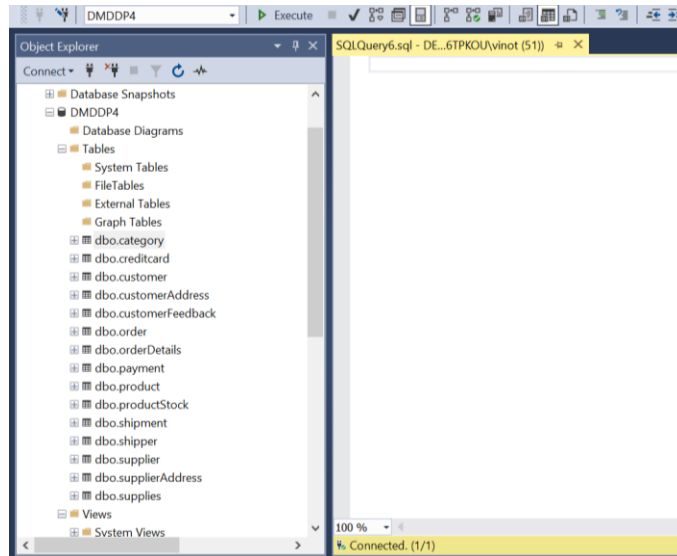 DMDDP4
Execute
Object Explorer
SQLQuery6.sql - DE...6TPKOU\vinot (51))
Connect
Database Snapshots
DMDDP4
Database Diagrams
Tables
System Tables
FileTables
External Tables
Graph Tables
dbo.category
dbo.creditcard
dbo.customer
dbo.customerAddress
dbo.customerFeedback
dbo.order
dbo.orderDetails
dbo.payment
dbo.product
dbo.productStock
dbo.shipment
dbo.shipper
dbo.supplier
dbo.supplierAddress
dbo.supplies
Views
System Views
100 %
Connected. (1/1)